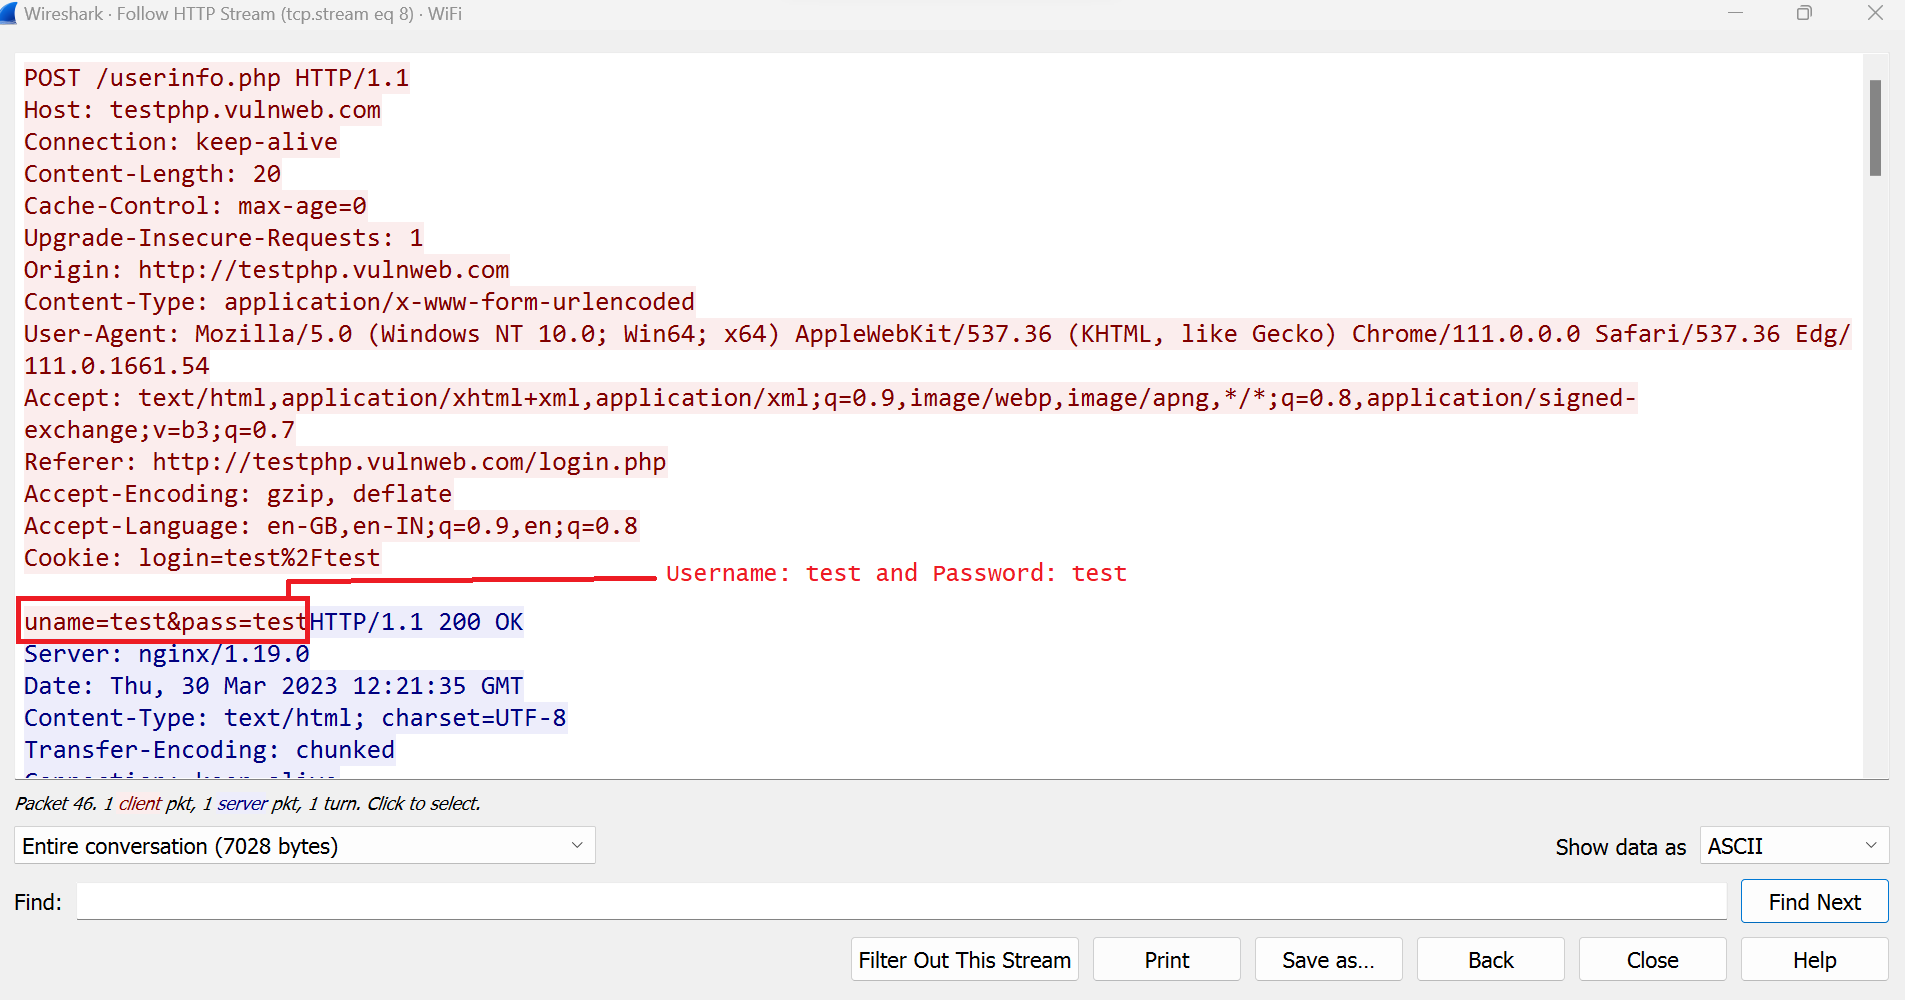 Wireshark · Follow HTTP Stream (tcp.stream eq 8) · WiFi
POST /userinfo.php HTTP/1.1
Host: testphp.vulnweb.com
Connection: keep-alive
Content-Length: 20
Cache-Control: max-age=0
Upgrade-Insecure-Requests: 1
Origin: http://testphp.vulnweb.com
Content-Type: application/x-www-form-urlencoded
User-Agent: Mozilla/5.0 (Windows NT 10.0; Win64; x64) AppleWebKit/537.36 (KHTML, like Gecko) Chrome/111.0.0.0 Safari/537.36 Edg/
111.0.1661.54
Accept: text/html,application/xhtml+xml,application/xml;q=0.9,image/webp,image/apng,*/*;q=0.8,application/signed-
exchange;v=b3;q=0.7
Referer: http://testphp.vulnweb.com/login.php
Accept-Encoding: gzip, deflate
Accept-Language: en-GB,en-IN;q=0.9,en;q=0.8
Cookie: login=test%2Ftest
Username: test and Password: test
uname=test&pass=testHTTP/1.1 200 OK
Server: nginx/1.19.0
Date: Thu, 30 Mar 2023 12:21:35 GMT
Content-Type: text/html; charset=UTF-8
Transfer-Encoding: chunked
Connection: keep-alive
Packet 46. 1 client pkt, 1 server pkt, 1 turn. Click to select.
Entire conversation (7028 bytes)
Show data as ASCII
Find:
Find Next
Filter Out This Stream
Print
Save as…
Back
Close
Help